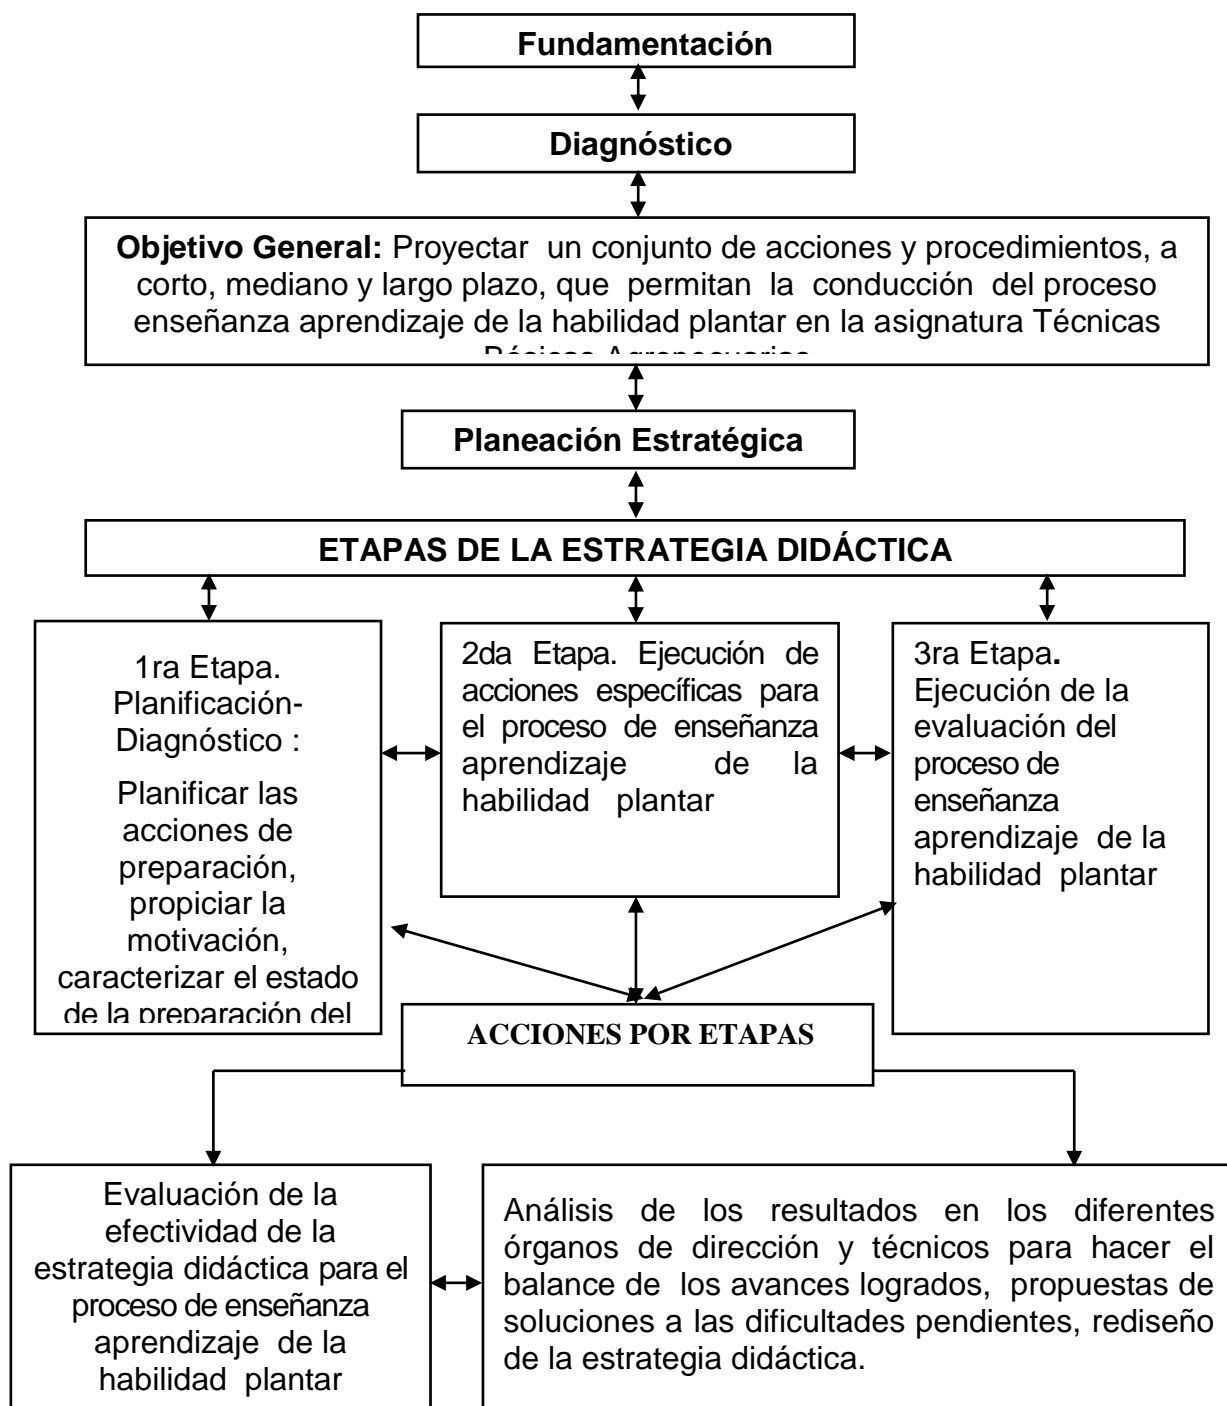 Fundamentación
Diagnóstico
Objetivo General: Proyectar un conjunto de acciones y procedimientos, a
corto, mediano y largo plazo, que permitan la conducción del proceso
enseñanza aprendizaje de la habilidad plantar en la asignatura Técnicas
Básicas Agropecuarias
Planeación Estratégica
ETAPAS DE LA ESTRATEGIA DIDÁCTICA
1ra Etapa.
Planificación-
Diagnóstico :
Planificar las
acciones de
preparación,
propiciar la
motivación,
caracterizar el estado
de la preparación del
2da Etapa. Ejecución de
acciones específicas para
el proceso de enseñanza
aprendizaje de la
habilidad plantar
3ra Etapa.
Ejecución de la
evaluación del
proceso de
enseñanza
aprendizaje de la
habilidad plantar
ACCIONES POR ETAPAS
Evaluación de la
efectividad de la
estrategia didáctica para el
proceso de enseñanza
aprendizaje de la
habilidad plantar
Análisis de los resultados en los diferentes
órganos de dirección y técnicos para hacer el
balance de los avances logrados, propuestas de
soluciones a las dificultades pendientes, rediseño
de la estrategia didáctica.